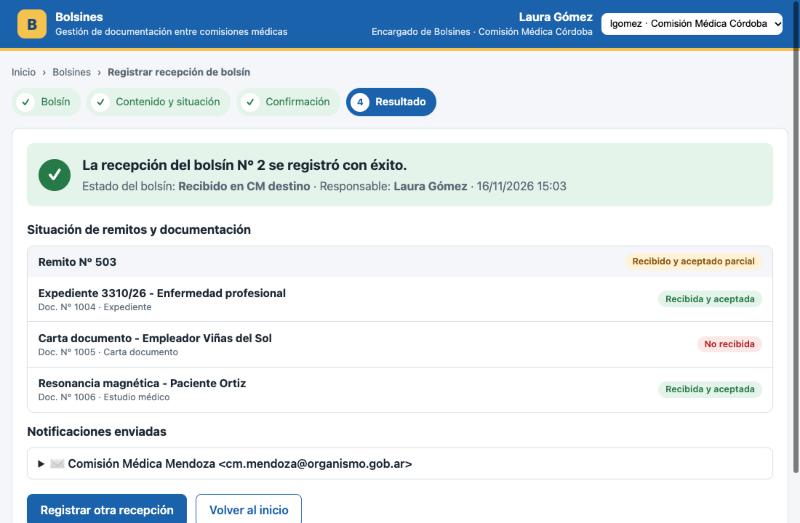 B
Bolsines
Gestión de documentación entre comisiones médicas
Laura Gómez
Encargado de Bolsines · Comisión Médica Córdoba
lgomez · Comisión Médica Córdoba
Inicio › Bolsines › Registrar recepción de bolsín
Bolsín
Contenido y situación
Confirmación
4 Resultado
La recepción del bolsín Nº 2 se registró con éxito.
Estado del bolsín: Recibido en CM destino · Responsable: Laura Gómez · 16/11/2026 15:03
Situación de remitos y documentación
Remito Nº 503
Recibido y aceptado parcial
Expediente 3310/26 - Enfermedad profesional
Doc. Nº 1004 · Expediente
Recibida y aceptada
Carta documento - Empleador Viñas del Sol
Doc. Nº 1005 · Carta documento
No recibida
Resonancia magnética - Paciente Ortiz
Doc. Nº 1006 · Estudio médico
Recibida y aceptada
Notificaciones enviadas
Comisión Médica Mendoza <cm.mendoza@organismo.gob.ar>
Registrar otra recepción
Volver al inicio